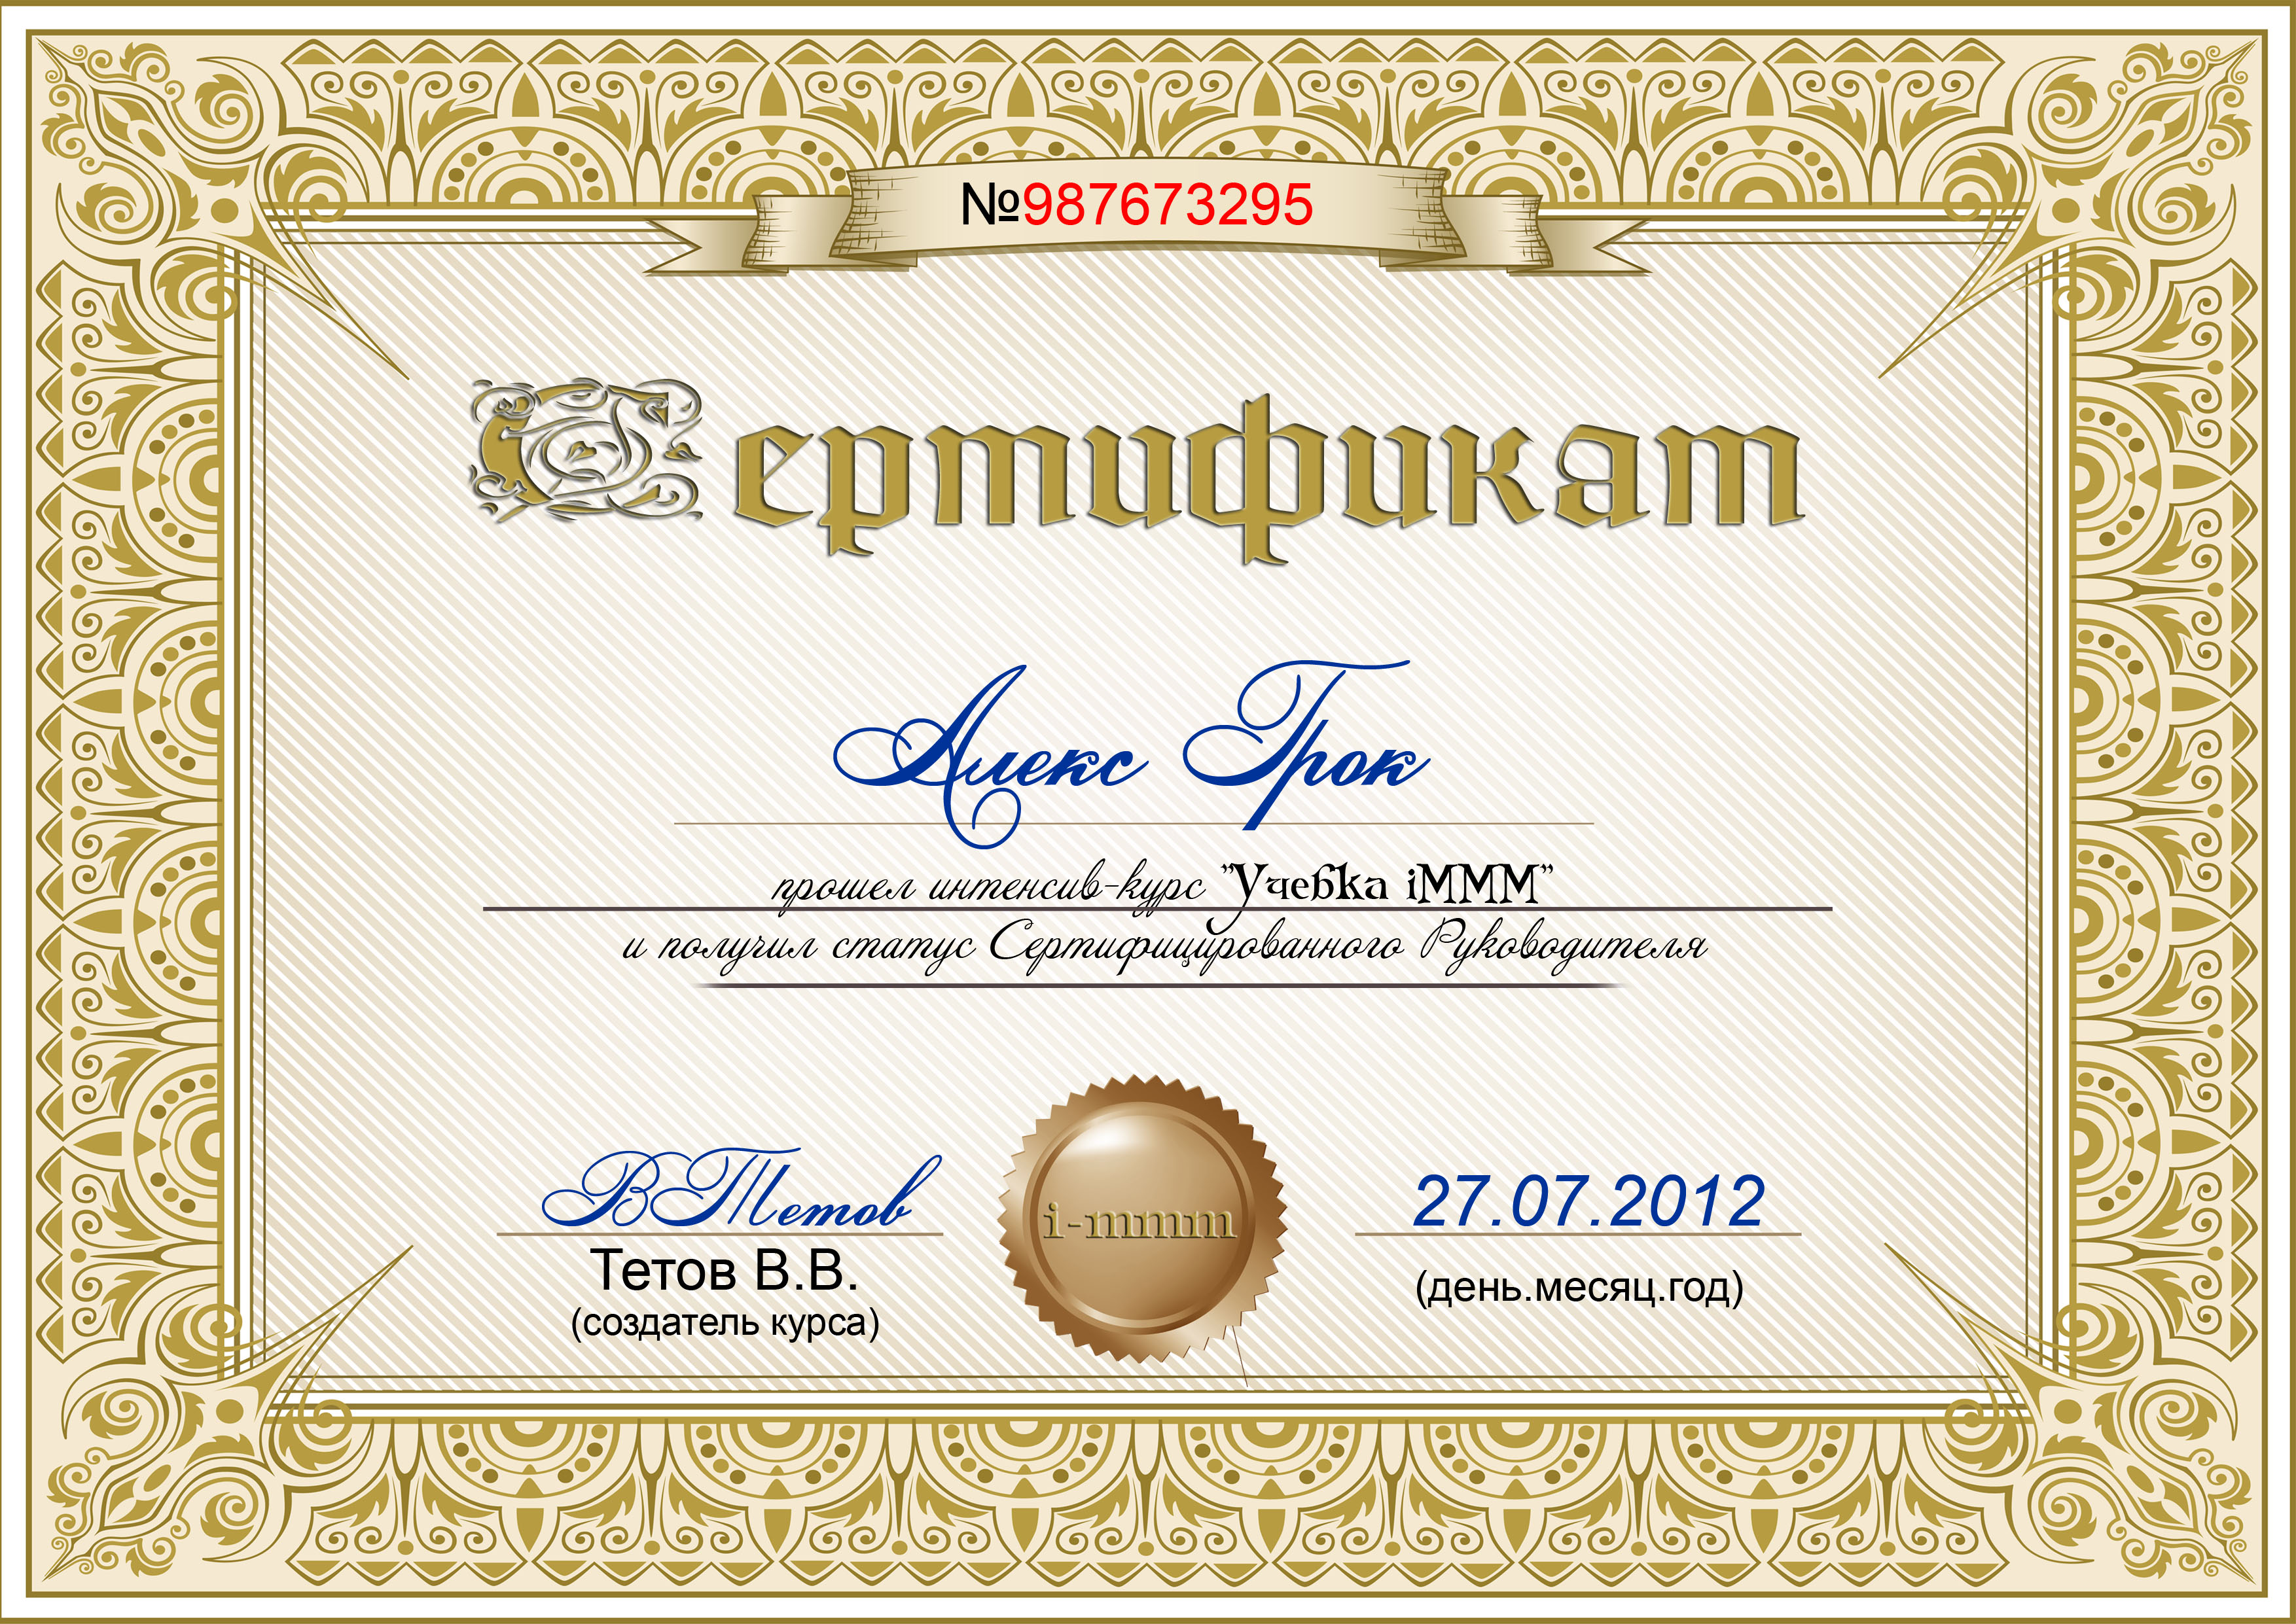 №987673295
Сертификат
Алекс Грок
прошел интенсив-курс "Учебка iМММ"
и получил статус Сертифицированного Руководителя
ВТетов
Тетов В.В.
(создатель курса)
i-mmm
27.07.2012
(день.месяц.год)